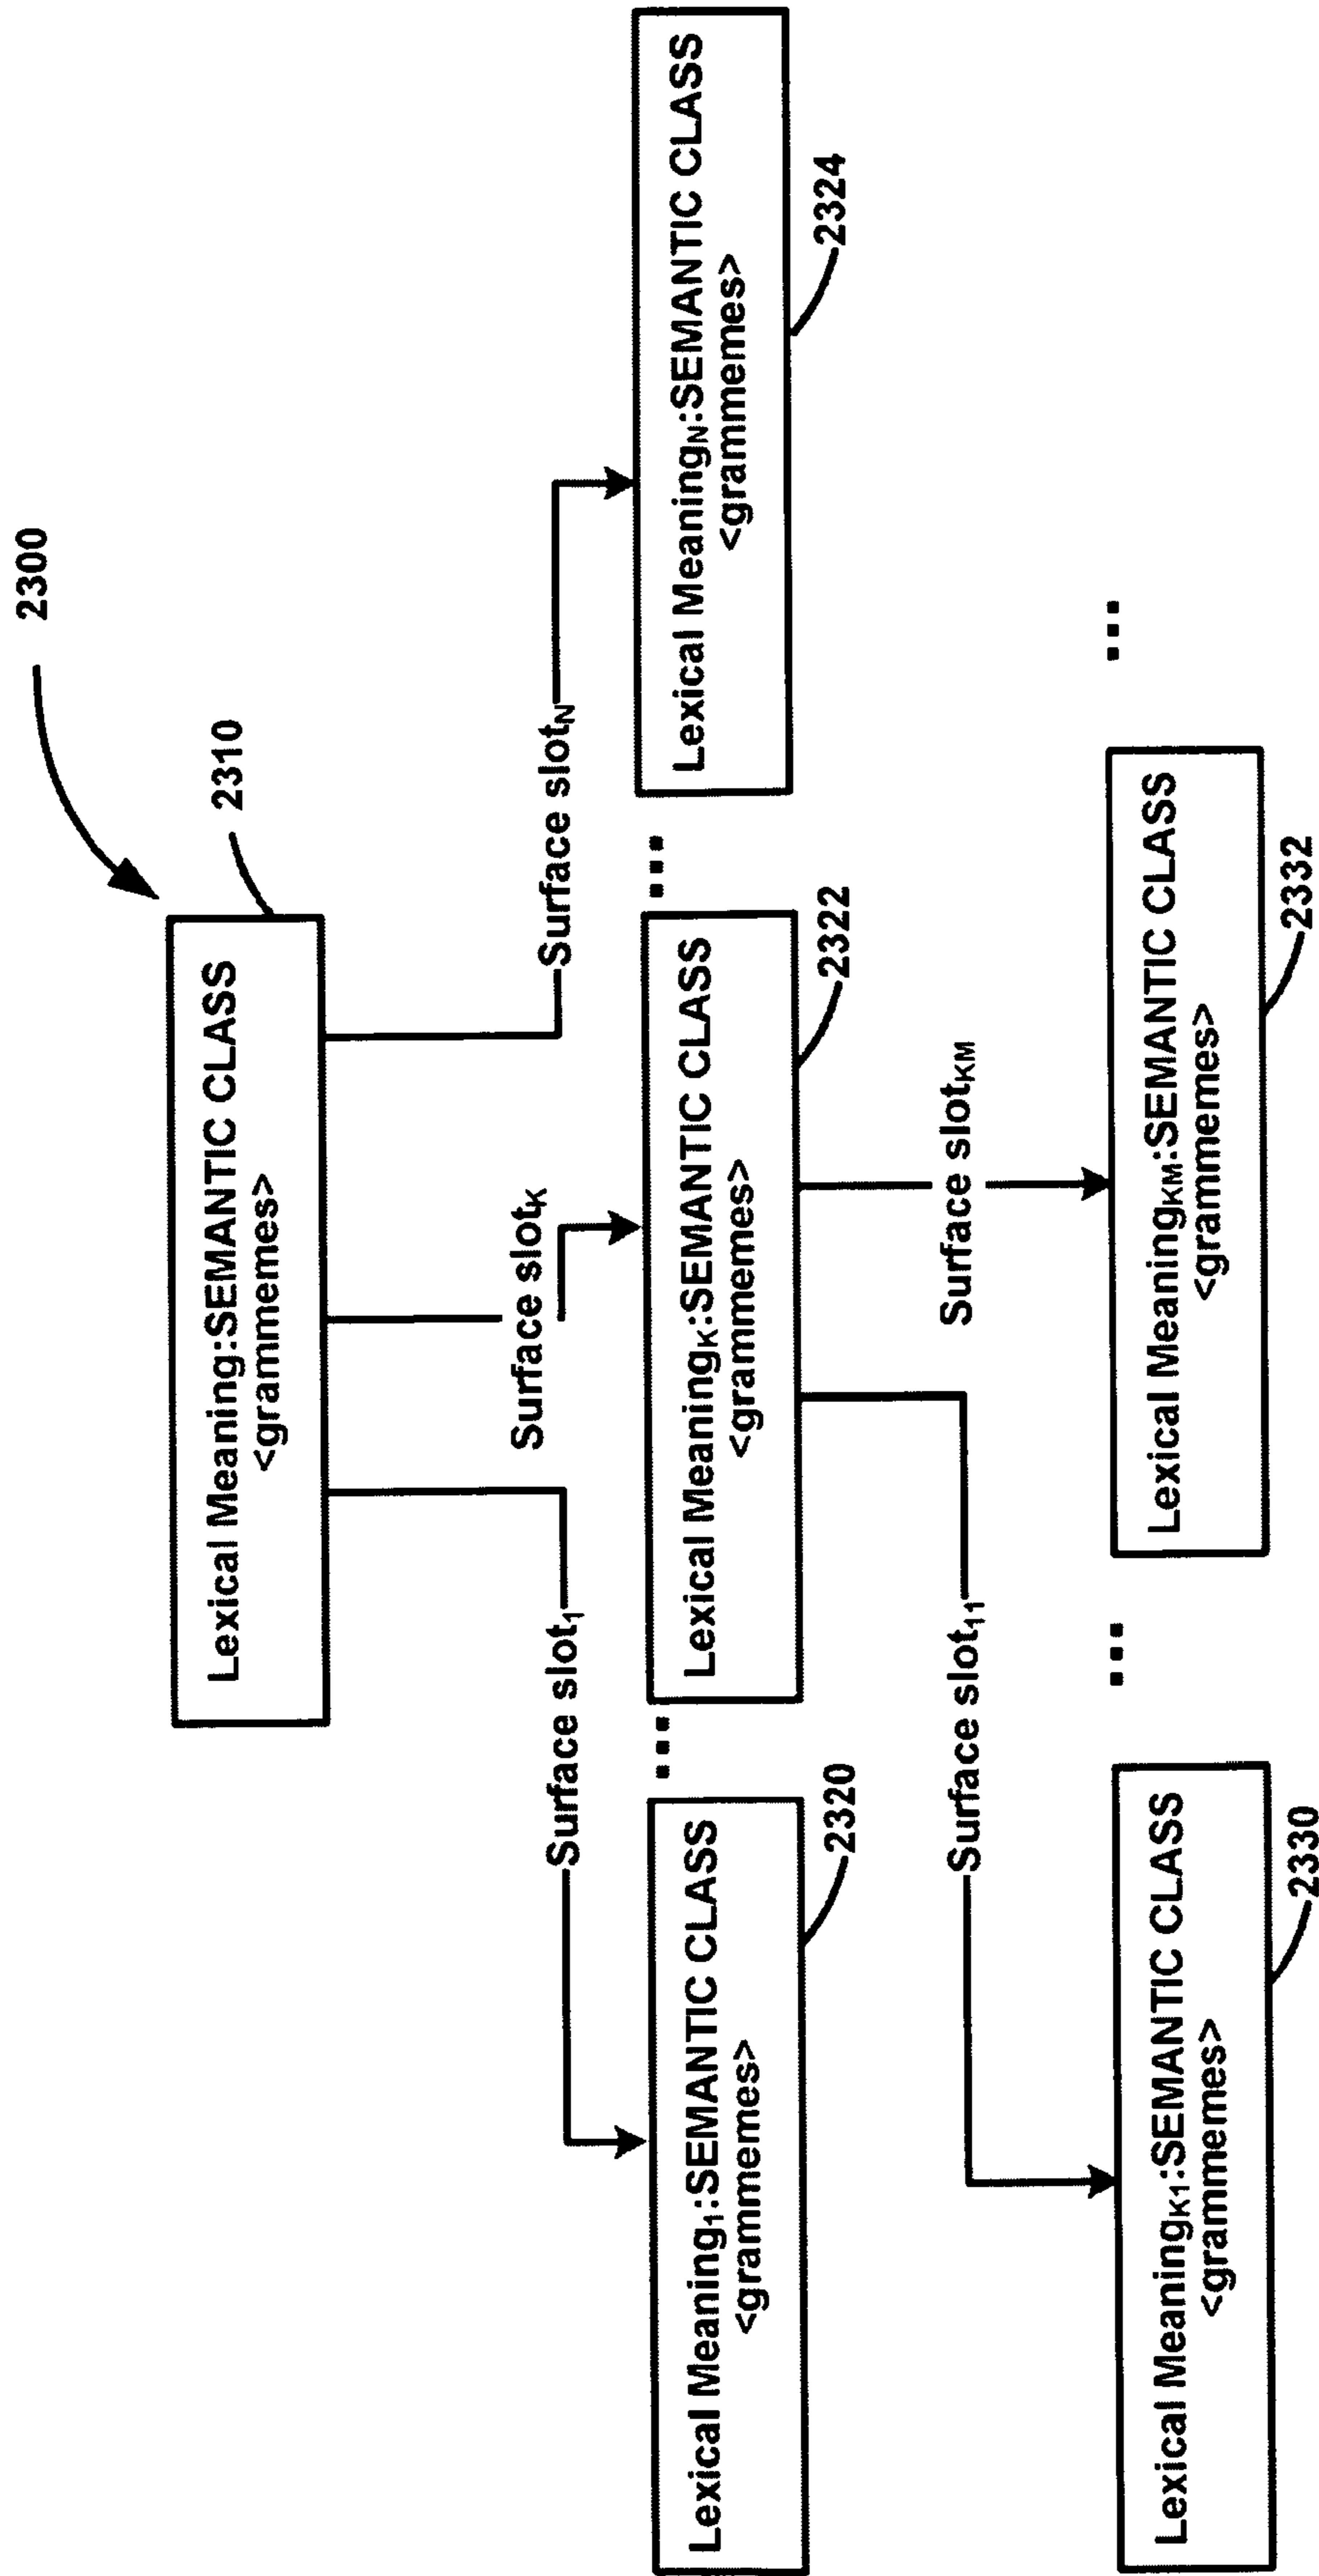 2300
2310
Lexical Meaning:SEMANTIC CLASS
<grammemes>
Surface slot₁
Surface slotK
Surface slotN
Lexical Meaning₁:SEMANTIC CLASS
<grammemes>
2320
...
Lexical MeaningK:SEMANTIC CLASS
<grammemes>
2322
...
Lexical MeaningN:SEMANTIC CLASS
<grammemes>
2324
Surface slot₁₁
Surface slotKM
Lexical MeaningK1:SEMANTIC CLASS
<grammemes>
2330
...
Lexical MeaningKM:SEMANTIC CLASS
<grammemes>
2332
...